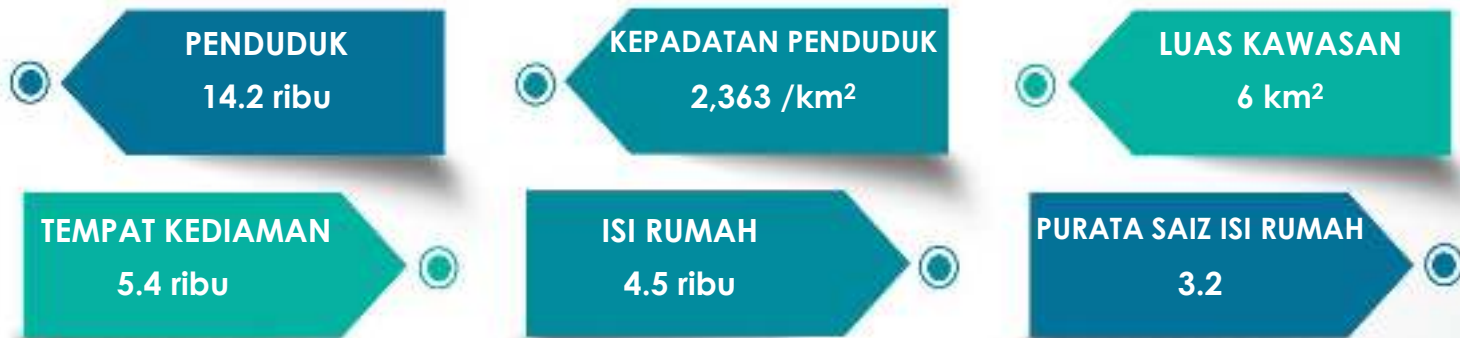 PENDUDUK
14.2 ribu
KEPADATAN PENDUDUK
2,363 /km²
LUAS KAWASAN
6 km²
TEMPAT KEDIAMAN
5.4 ribu
ISI RUMAH
4.5 ribu
PURATA SAIZ ISI RUMAH
3.2